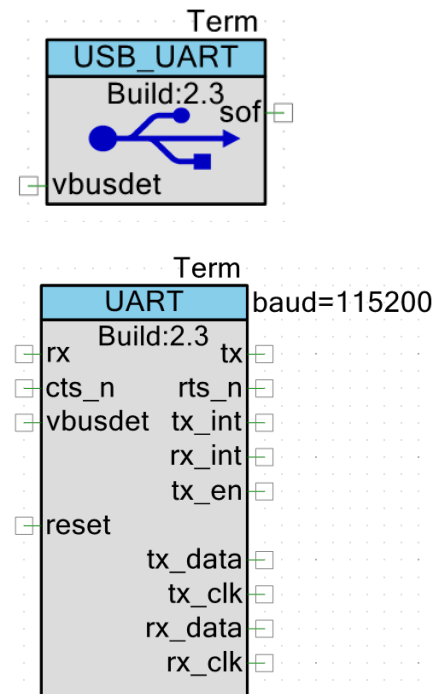 Term
USB_UART
Build:2.3
sof
vbusdet
Term
UART baud=115200
Build:2.3
rx tx
cts_n rts_n
vbusdet tx_int
rx_int
tx_en
reset
tx_data
tx_clk
rx_data
rx_clk